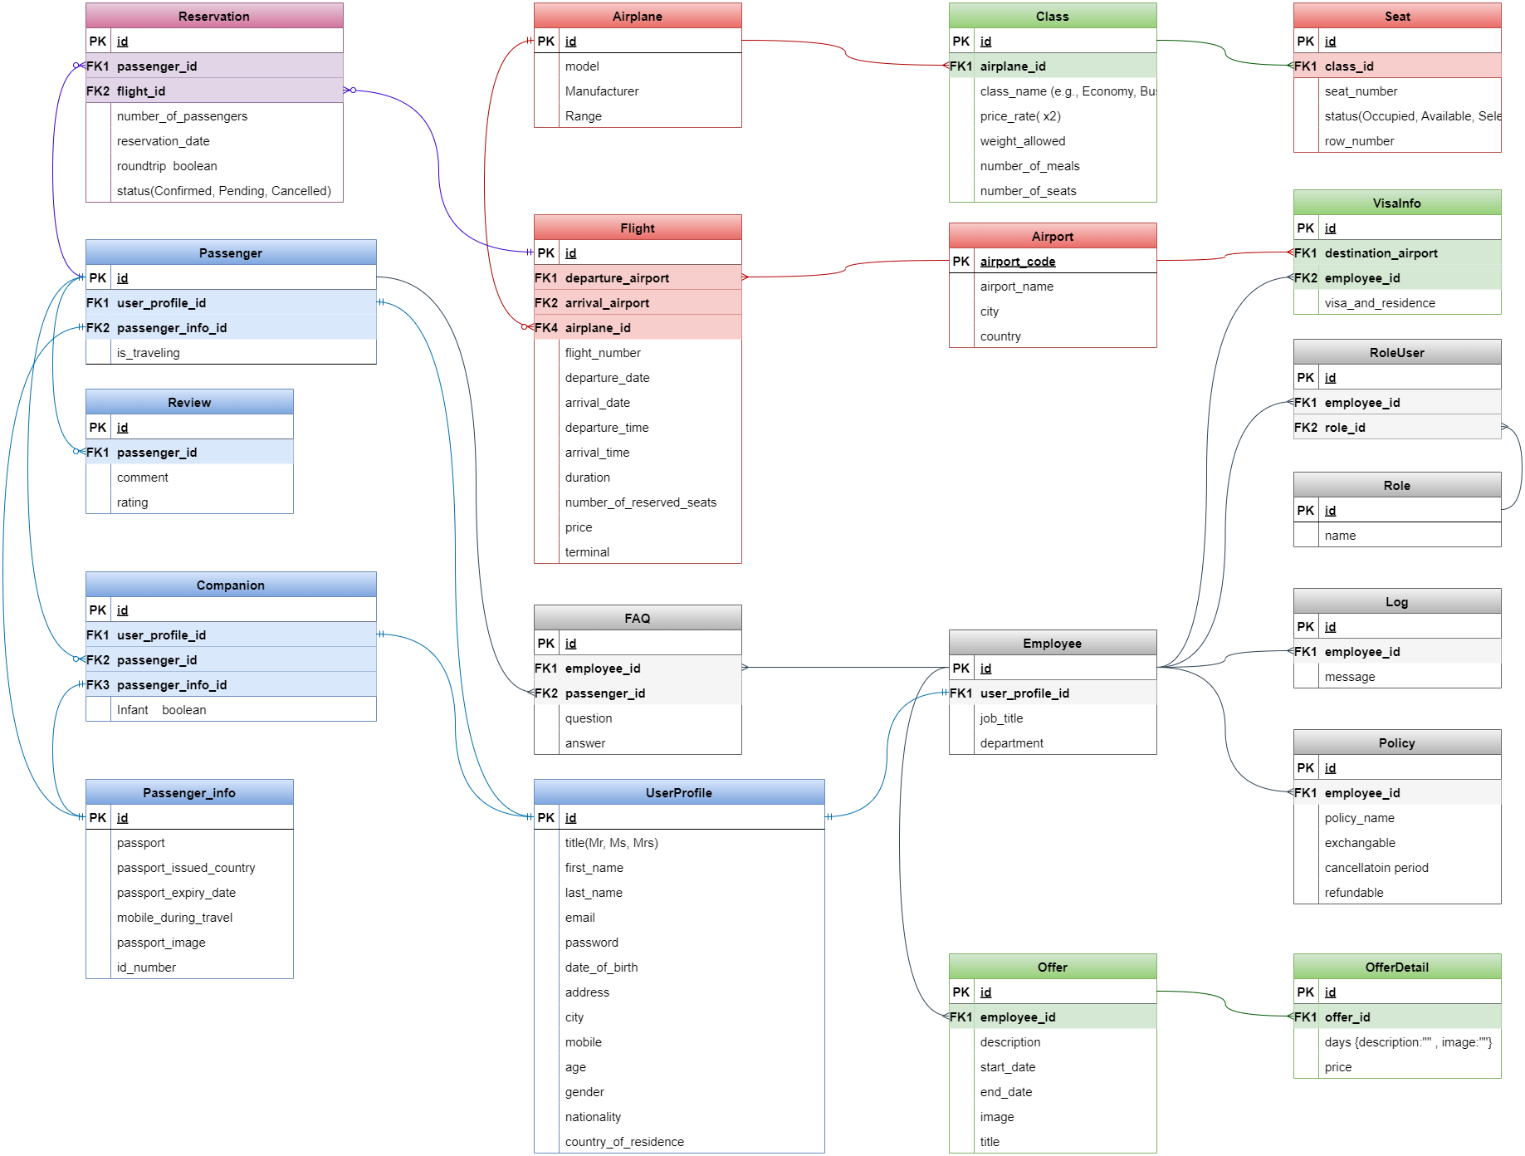 Reservation
PK id
FK1 passenger_id
FK2 flight_id
number_of_passengers
reservation_date
roundtrip boolean
status(Confirmed, Pending, Cancelled)
Passenger
PK id
FK1 user_profile_id
FK2 passenger_info_id
is_traveling
Review
PK id
FK1 passenger_id
comment
rating
Companion
PK id
FK1 user_profile_id
FK2 passenger_id
FK3 passenger_info_id
Infant boolean
Passenger_info
PK id
passport
passport_issued_country
passport_expiry_date
mobile_during_travel
passport_image
id_number
Airplane
PK id
model
Manufacturer
Range
Flight
PK id
FK1 departure_airport
FK2 arrival_airport
FK4 airplane_id
flight_number
departure_date
arrival_date
departure_time
arrival_time
duration
number_of_reserved_seats
price
terminal
FAQ
PK id
FK1 employee_id
FK2 passenger_id
question
answer
UserProfile
PK id
title(Mr, Ms, Mrs)
first_name
last_name
email
password
date_of_birth
address
city
mobile
age
gender
nationality
country_of_residence
Class
PK id
FK1 airplane_id
class_name (e.g., Economy, Bu
price_rate( x2)
weight_allowed
number_of_meals
number_of_seats
Airport
PK airport_code
airport_name
city
country
Employee
PK id
FK1 user_profile_id
job_title
department
Offer
PK id
FK1 employee_id
description
start_date
end_date
image
title
Seat
PK id
FK1 class_id
seat_number
status(Occupied, Available, Sele
row_number
VisaInfo
PK id
FK1 destination_airport
FK2 employee_id
visa_and_residence
RoleUser
PK id
FK1 employee_id
FK2 role_id
Role
PK id
name
Log
PK id
FK1 employee_id
message
Policy
PK id
FK1 employee_id
policy_name
exchangable
cancellatoin period
refundable
OfferDetail
PK id
FK1 offer_id
days {description:"" , image:""}
price